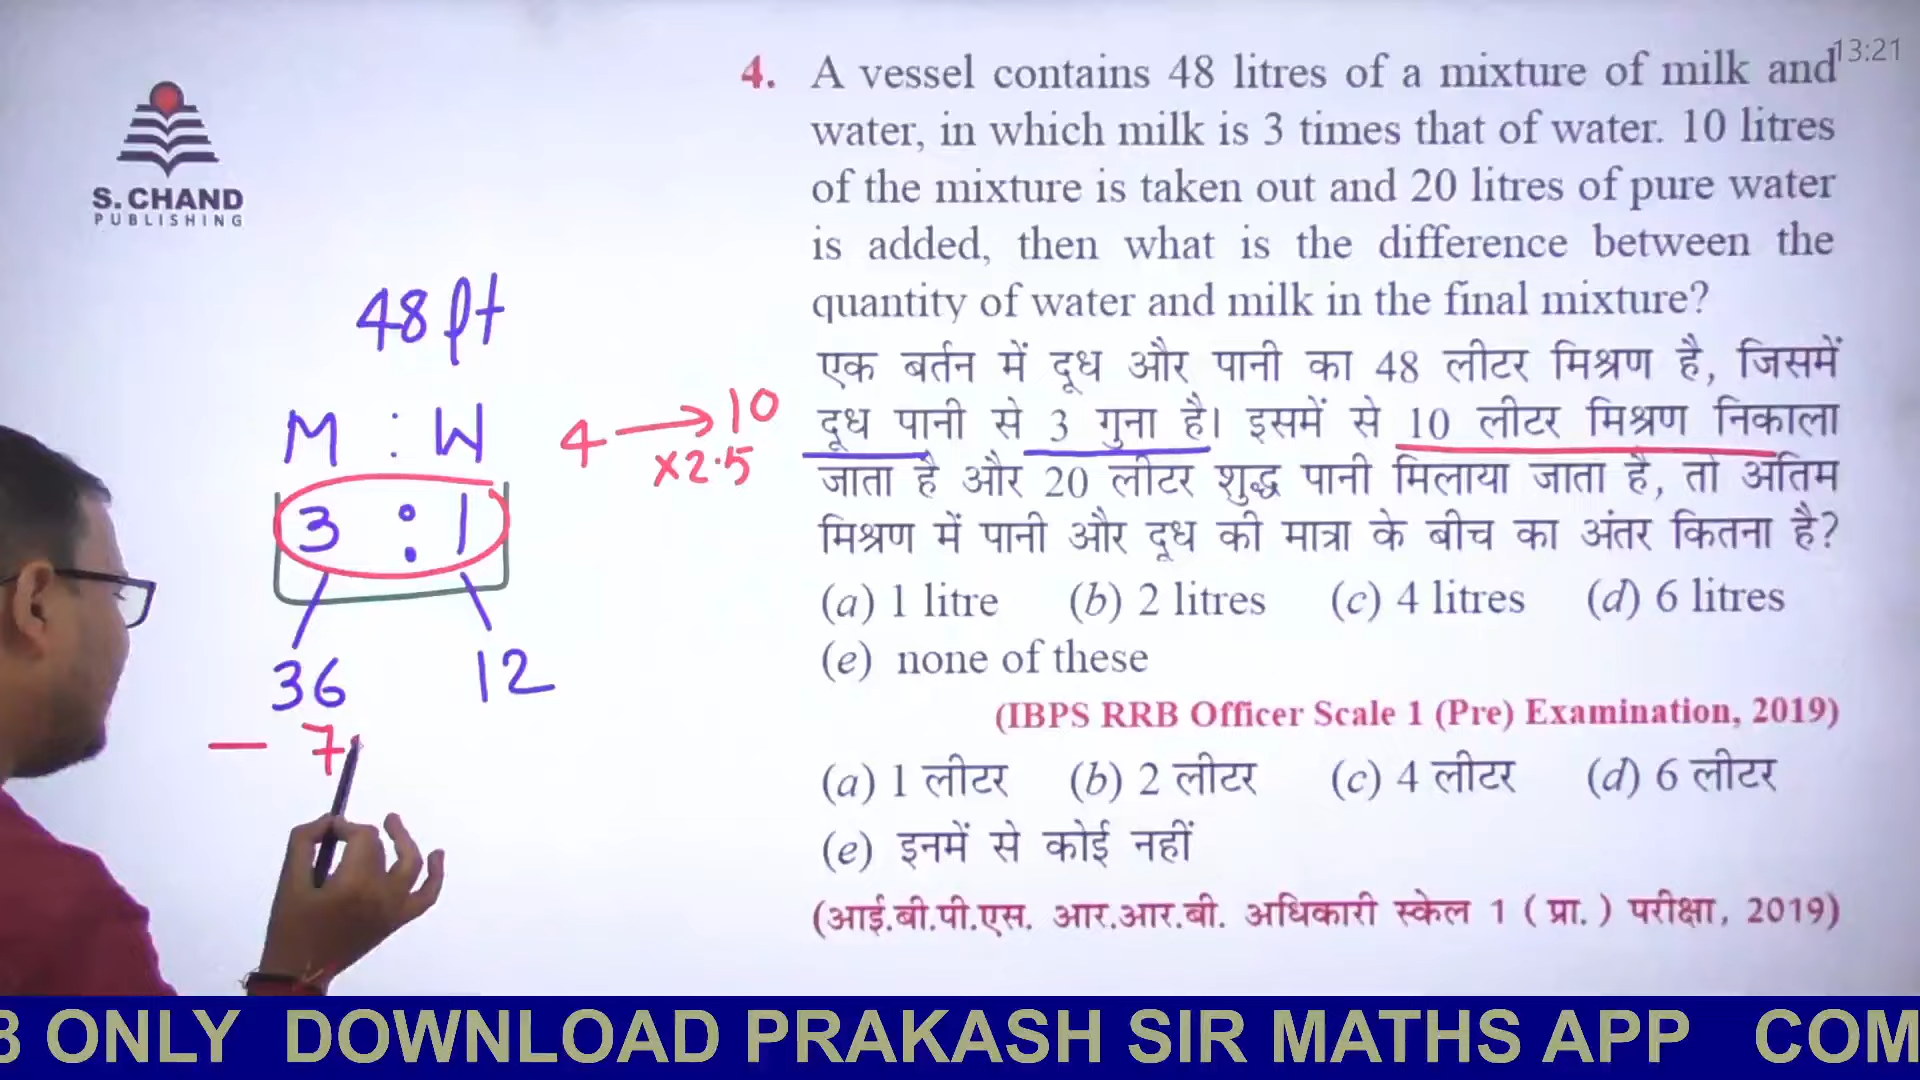 13:21
S. CHAND
PUBLISHING
4. A vessel contains 48 litres of a mixture of milk and
water, in which milk is 3 times that of water. 10 litres
of the mixture is taken out and 20 litres of pure water
is added, then what is the difference between the
quantity of water and milk in the final mixture?
एक बर्तन में दूध और पानी का 48 लीटर मिश्रण है, जिसमें
दूध पानी से 3 गुना है। इसमें से 10 लीटर मिश्रण निकाला
जाता है और 20 लीटर शुद्ध पानी मिलाया जाता है, तो अंतिम
मिश्रण में पानी और दूध की मात्रा के बीच का अंतर कितना है?
(a) 1 litre (b) 2 litres (c) 4 litres (d) 6 litres
(e) none of these
(IBPS RRB Officer Scale 1 (Pre) Examination, 2019)
(a) 1 लीटर (b) 2 लीटर (c) 4 लीटर (d) 6 लीटर
(e) इनमें से कोई नहीं
(आई.बी.पी.एस. आर.आर.बी. अधिकारी स्केल 1 ( प्रा. ) परीक्षा, 2019)
48 lt
M : W
3 : 1
4 → 10
×2.5
36 12
– 7
3 ONLY DOWNLOAD PRAKASH SIR MATHS APP COM